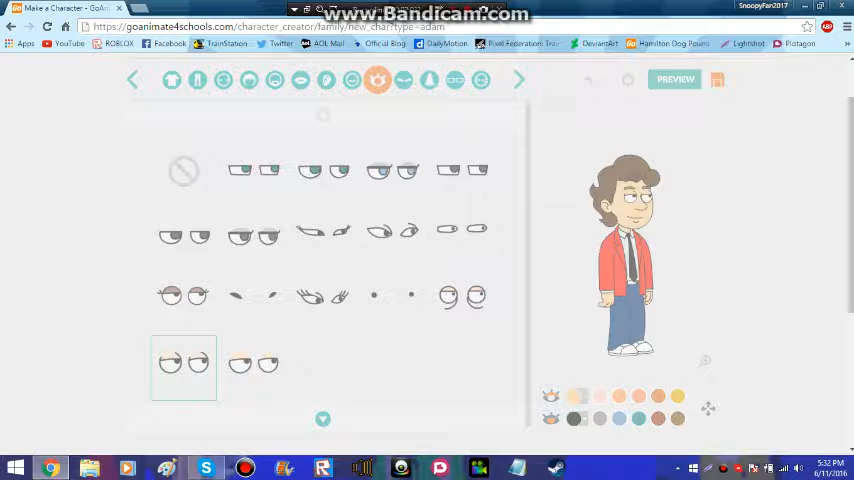 www.Bandicam.com
Make a Character - GoAn
SnoopyFan2017
https://goanimate4schools.com/character_creator/family/new_char?type=adam
Apps
YouTube
ROBLOX
Facebook
TrainStation
Twitter
AOL Mail
Official Blog
DailyMotion
Pixel Federation: Train
DeviantArt
Hamilton Dog Pound
Lightshot
Plotagon
PREVIEW
5:32 PM
6/11/2016